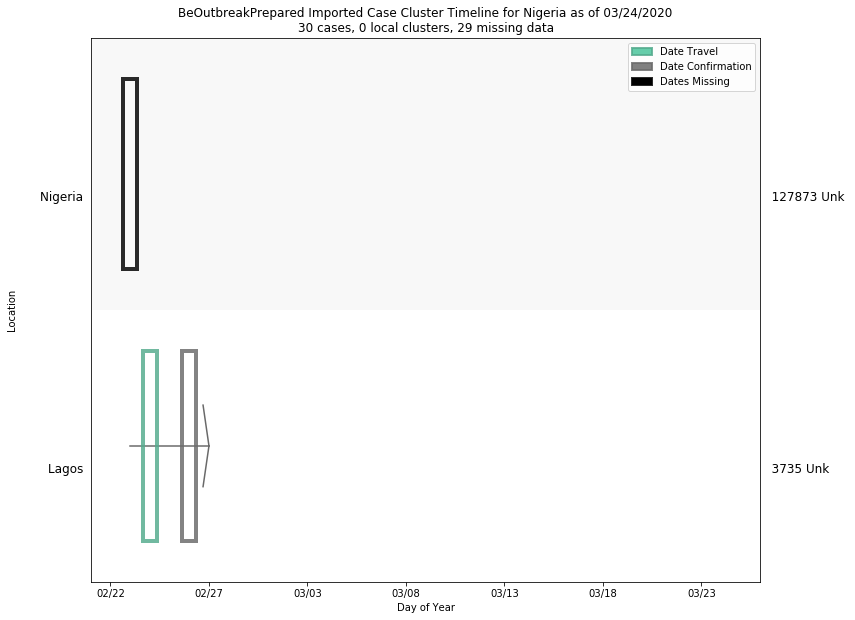 BeOutbreakPrepared Imported Case Cluster Timeline for Nigeria as of 03/24/2020
30 cases, 0 local clusters, 29 missing data
Date Travel
Date Confirmation
Dates Missing
Nigeria
127873 Unk
Location
Lagos
3735 Unk
02/22
02/27
03/03
03/08
03/13
03/18
03/23
Day of Year